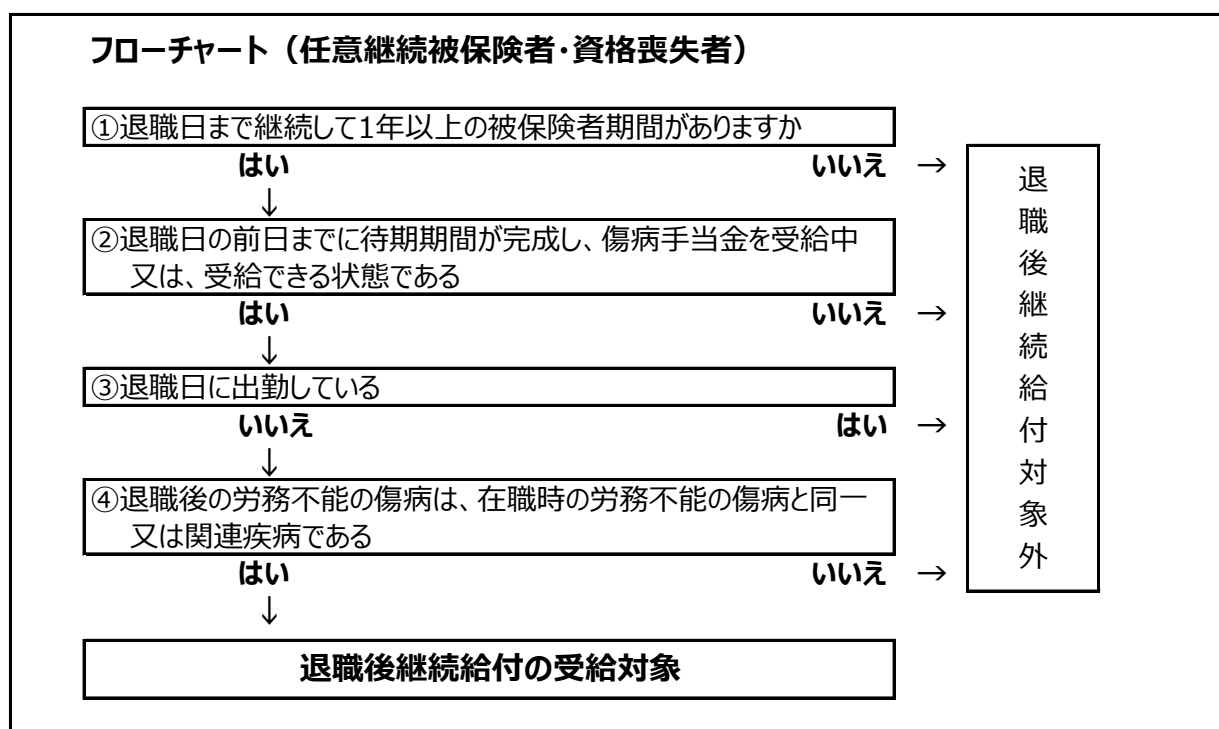 フローチャート（任意継続被保険者・資格喪失者）
①退職日まで継続して1年以上の被保険者期間がありますか
はい いいえ →
↓
②退職日の前日までに待期期間が完成し、傷病手当金を受給中
又は、受給できる状態である
はい いいえ →
↓
③退職日に出勤している
いいえ はい →
↓
④退職後の労務不能の傷病は、在職時の労務不能の傷病と同一
又は関連疾病である
はい いいえ →
↓
退職後継続給付の受給対象
退職後継続給付対象外